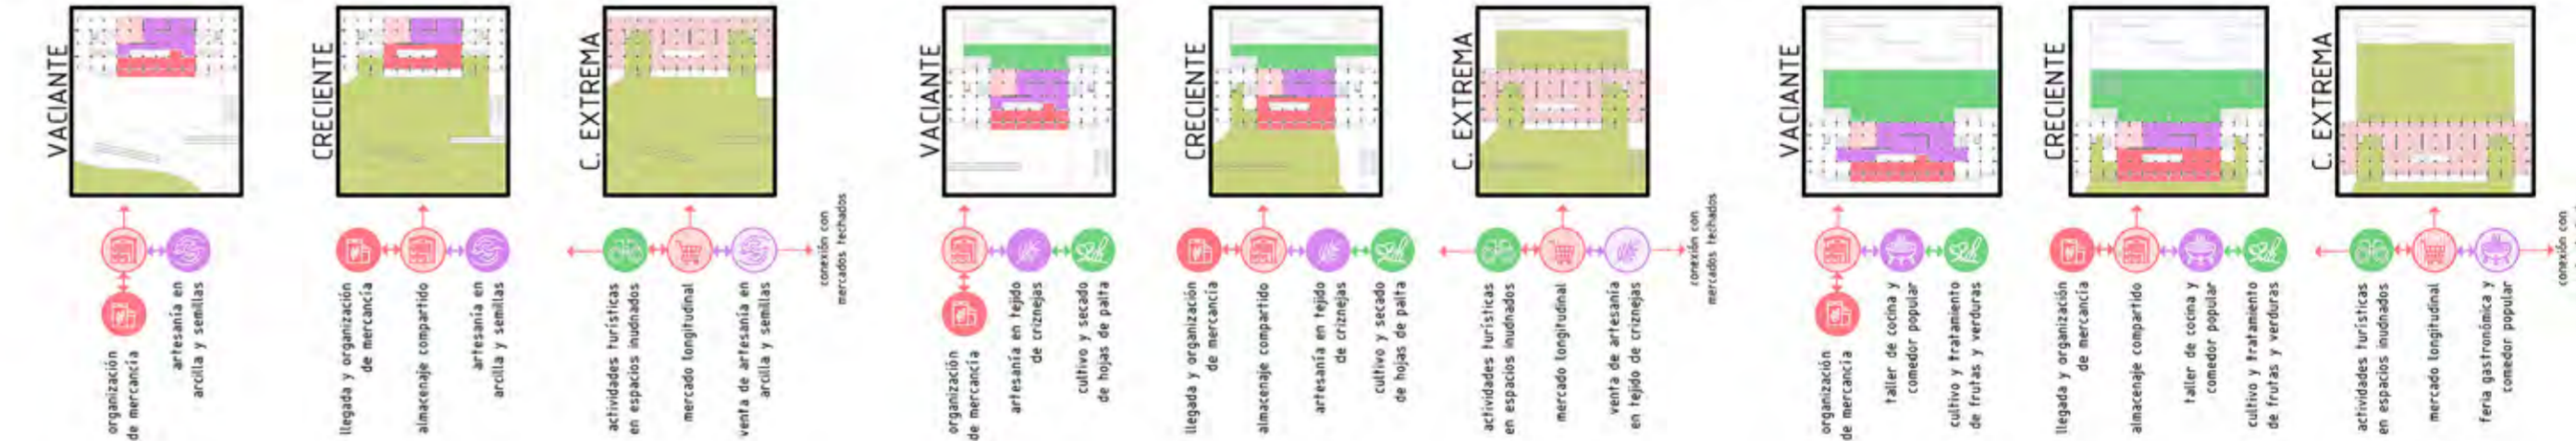 VACIANTE
organización
de mercancía
artesanía en
arcilla y semillas
CRECIENTE
llegada y organización
de mercancía
almacenaje compartido
artesanía en
arcilla y semillas
C. EXTREMA
actividades turísticas
en espacios inudnados
mercado longitudinal
venta de artesanía en
arcilla y semillas
conexión con
mercados techados
VACIANTE
organización
de mercancía
artesanía en tejido
de criznejas
cultivo y secado
de hojas de palta
CRECIENTE
llegada y organización
de mercancía
almacenaje compartido
artesanía en tejido
de criznejas
cultivo y secado
de hojas de palta
C. EXTREMA
actividades turísticas
en espacios inudnados
mercado longitudinal
venta de artesanía
en tejido de criznejas
conexión con
mercados techados
VACIANTE
organización
de mercancía
taller de cocina y
comedor popular
cultivo y tratamiento
de frutas y verduras
CRECIENTE
llegada y organización
de mercancía
almacenaje compartido
taller de cocina y
comedor popular
cultivo y tratamiento
de frutas y verduras
C. EXTREMA
actividades turísticas
en espacios inudnados
mercado longitudinal
feria gastronómica y
comedor popular
conexión con